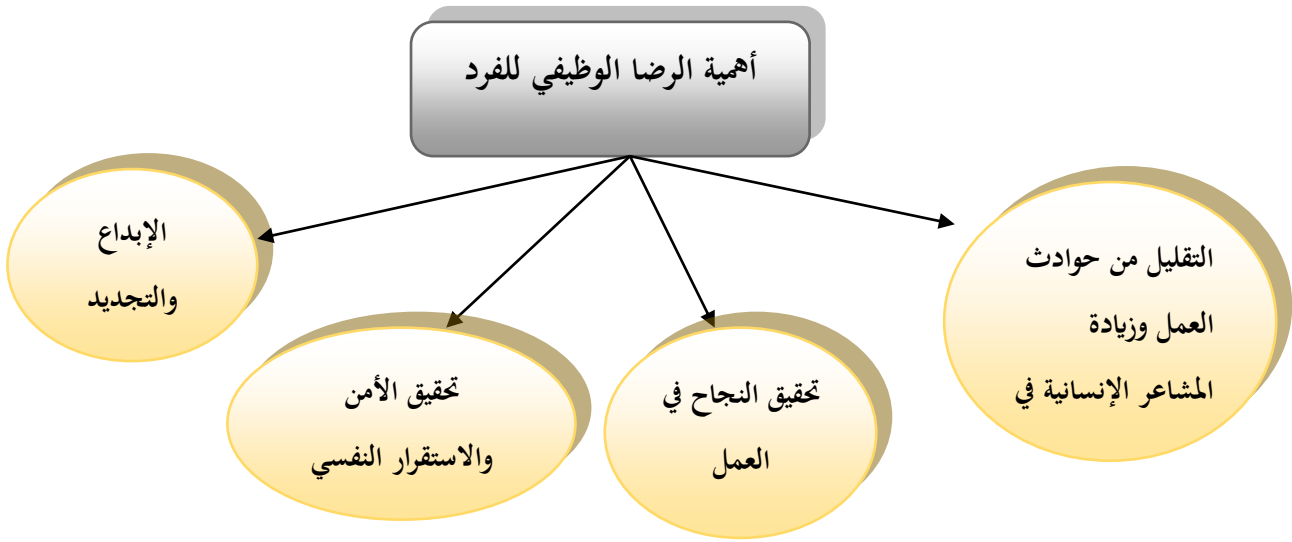 أهمية الرضا الوظيفي للفرد
التقليل من حوادث
العمل وزيادة
المشاعر الإنسانية في
تحقيق النجاح في
العمل
تحقيق الأمن
والاستقرار النفسي
الإبداع
والتجديد